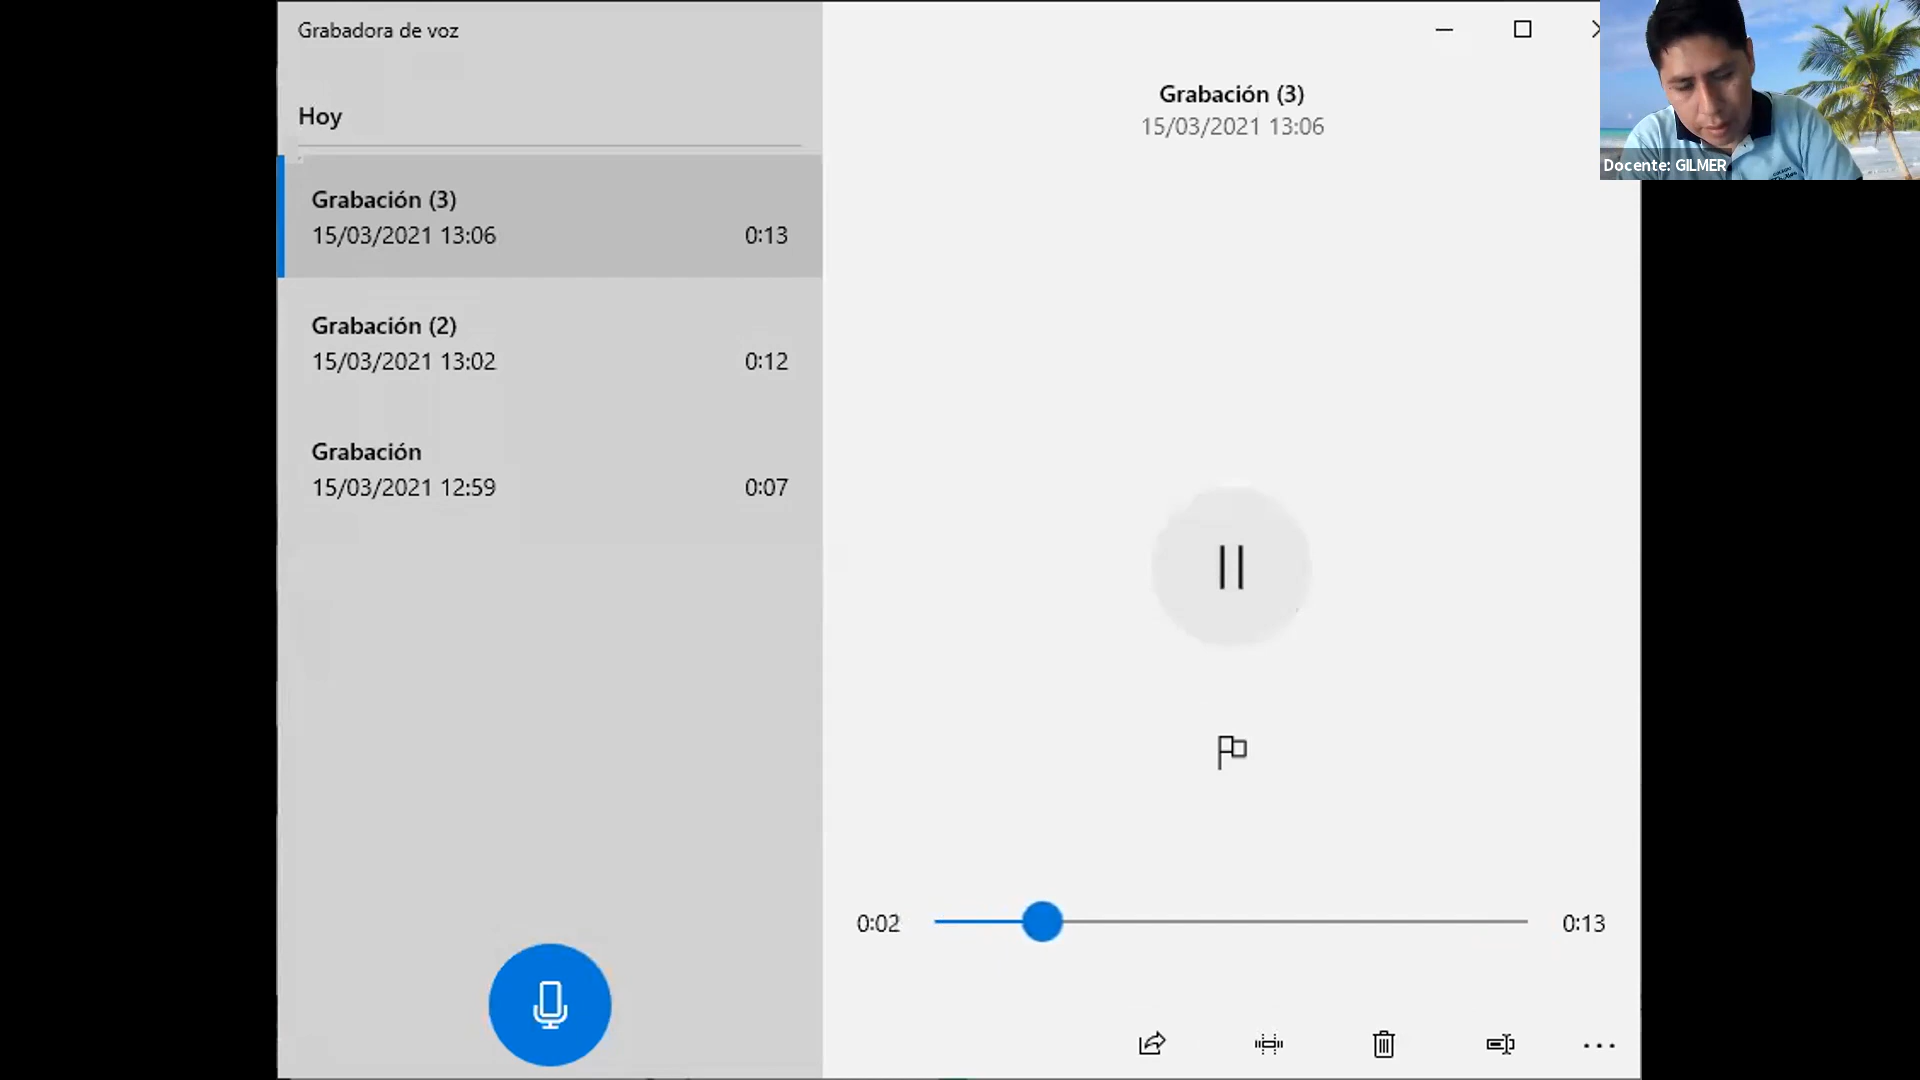 Grabadora de voz
Hoy
Grabación (3)
15/03/2021 13:06
0:13
Grabación (2)
15/03/2021 13:02
0:12
Grabación
15/03/2021 12:59
0:07
Grabación (3)
15/03/2021 13:06
0:02
0:13
Docente: GILMER